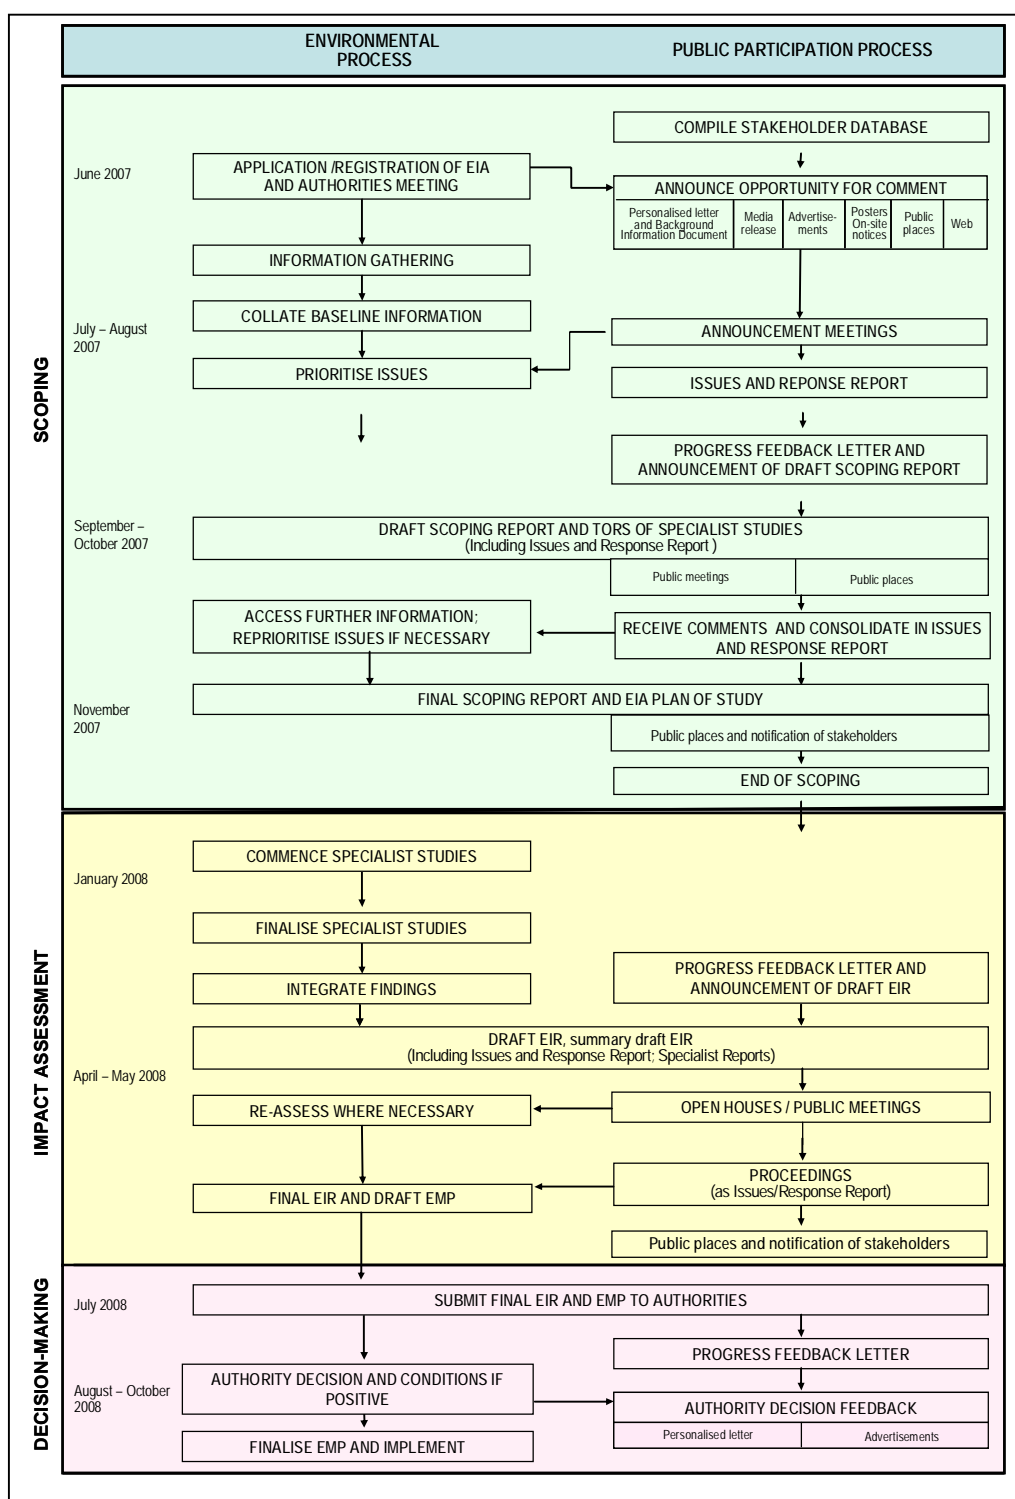 ENVIRONMENTAL
PROCESS
PUBLIC PARTICIPATION PROCESS
SCOPING
COMPILE STAKEHOLDER DATABASE
June 2007
APPLICATION /REGISTRATION OF EIA
AND AUTHORITIES MEETING
ANNOUNCE OPPORTUNITY FOR COMMENT
Personalised letter
and Background
Information Document
Media
release
Advertise-
ments
Posters
On-site
notices
Public
places
Web
INFORMATION GATHERING
COLLATE BASELINE INFORMATION
July – August
2007
ANNOUNCEMENT MEETINGS
PRIORITISE ISSUES
ISSUES AND REPONSE REPORT
PROGRESS FEEDBACK LETTER AND
ANNOUNCEMENT OF DRAFT SCOPING REPORT
September –
October 2007
DRAFT SCOPING REPORT AND TORS OF SPECIALIST STUDIES
(Including Issues and Response Report )
Public meetings
Public places
ACCESS FURTHER INFORMATION;
REPRIORITISE ISSUES IF NECESSARY
RECEIVE COMMENTS AND CONSOLIDATE IN ISSUES
AND RESPONSE REPORT
November
2007
FINAL SCOPING REPORT AND EIA PLAN OF STUDY
Public places and notification of stakeholders
END OF SCOPING
IMPACT ASSESSMENT
COMMENCE SPECIALIST STUDIES
January 2008
FINALISE SPECIALIST STUDIES
INTEGRATE FINDINGS
PROGRESS FEEDBACK LETTER AND
ANNOUNCEMENT OF DRAFT EIR
DRAFT EIR, summary draft EIR
(Including Issues and Response Report; Specialist Reports)
April – May 2008
RE-ASSESS WHERE NECESSARY
OPEN HOUSES / PUBLIC MEETINGS
PROCEEDINGS
(as Issues/Response Report)
FINAL EIR AND DRAFT EMP
Public places and notification of stakeholders
DECISION-MAKING
July 2008
SUBMIT FINAL EIR AND EMP TO AUTHORITIES
PROGRESS FEEDBACK LETTER
August – October
2008
AUTHORITY DECISION AND CONDITIONS IF
POSITIVE
AUTHORITY DECISION FEEDBACK
Personalised letter
Advertisements
FINALISE EMP AND IMPLEMENT